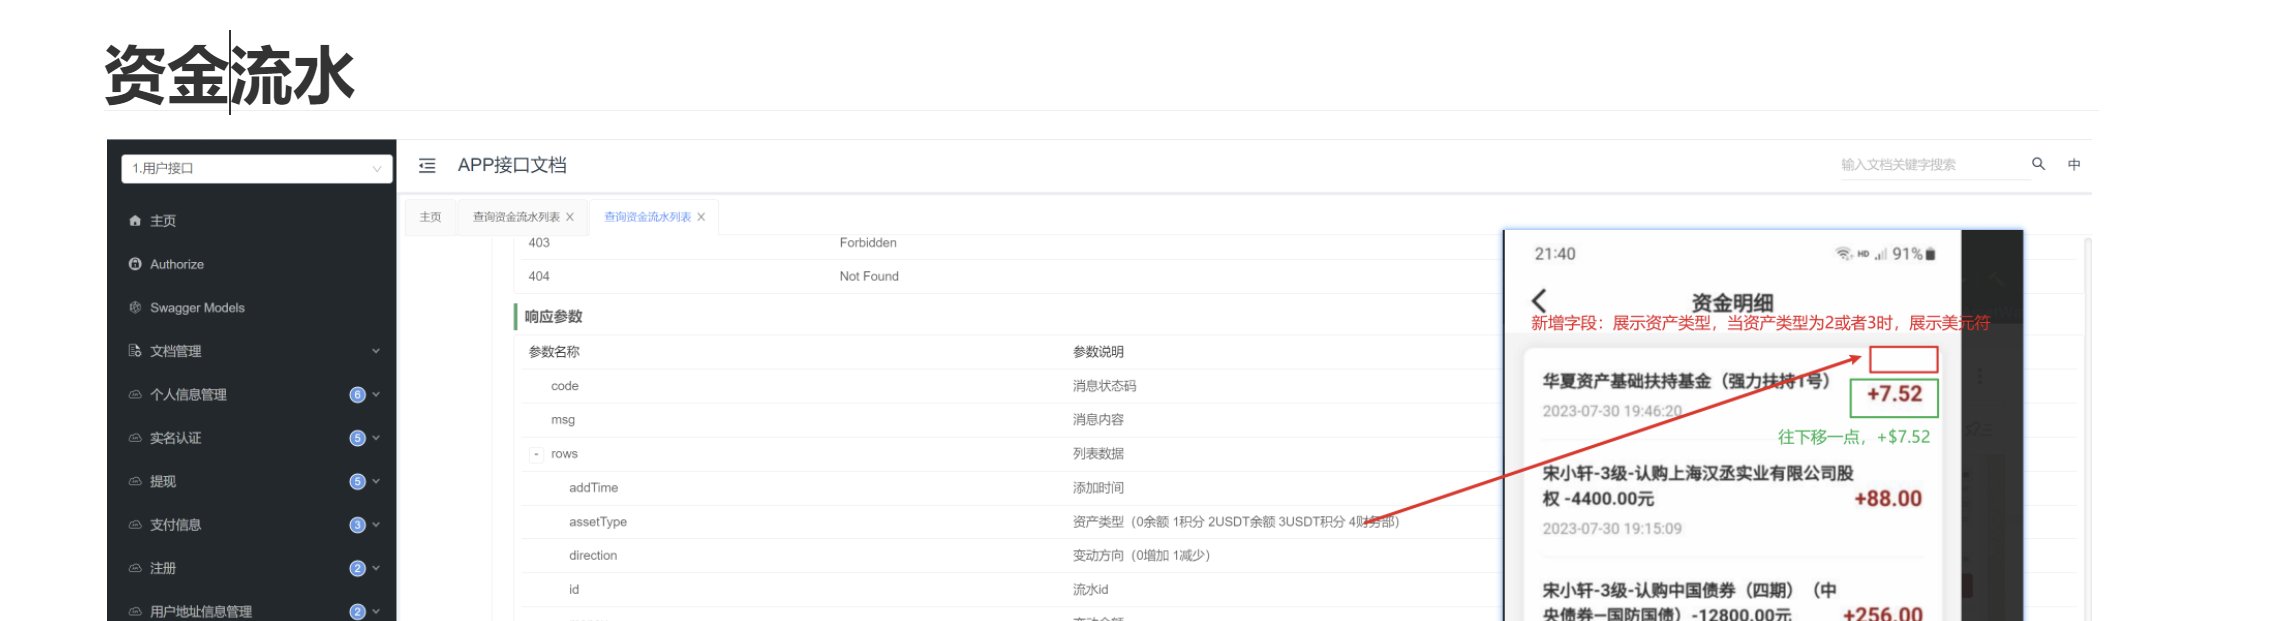 资金流水
1.用户接口
APP接口文档
输入文档关键字搜索
中
主页
查询资金流水列表 X
查询资金流水列表 X
主页
Authorize
Swagger Models
文档管理
个人信息管理 6
实名认证 5
提现 5
支付信息 3
注册 2
用户地址信息管理 2
403 Forbidden
404 Not Found
响应参数
参数名称 参数说明
code 消息状态码
msg 消息内容
- rows 列表数据
addTime 添加时间
assetType 资产类型（0余额 1积分 2USDT余额 3USDT积分 4财务部）
direction 变动方向（0增加 1减少）
id 流水id
21:40 HD 91%
资金明细
新增字段：展示资产类型，当资产类型为2或者3时，展示美元符
华夏资产基础扶持基金（强力扶持1号）
+7.52
2023-07-30 19:46:20
往下移一点，+$7.52
宋小轩-3级-认购上海汉丞实业有限公司股
权 -4400.00元
+88.00
2023-07-30 19:15:09
宋小轩-3级-认购中国债券（四期）（中
央债券—国防国债）-12800.00元
+256.00